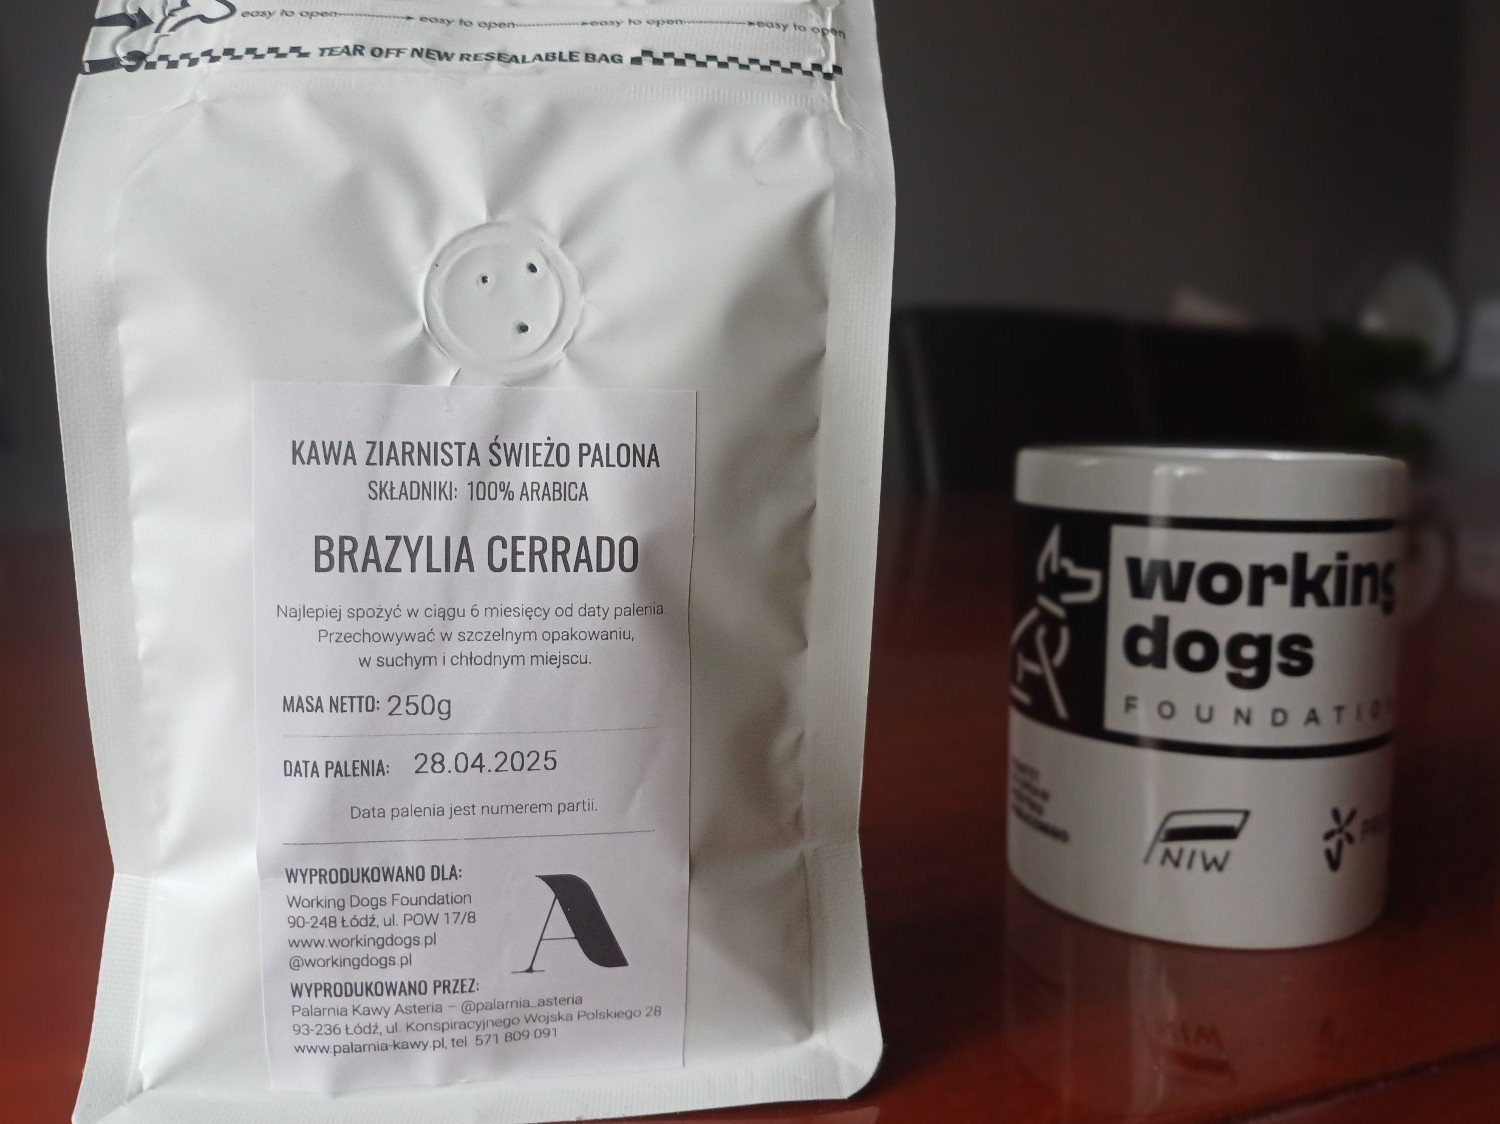 easy to open easy to open easy to open easy to open
TEAR OFF NEW RESEALABLE BAG
KAWA ZIARNISTA ŚWIEŻO PALONA
SKŁADNIKI: 100% ARABICA
BRAZYLIA CERRADO
Najlepiej spożyć w ciągu 6 miesięcy od daty palenia.
Przechowywać w szczelnym opakowaniu,
w suchym i chłodnym miejscu.
MASA NETTO: 250g
DATA PALENIA: 28.04.2025
Data palenia jest numerem partii.
WYPRODUKOWANO DLA:
Working Dogs Foundation
90-248 Łódź, ul. POW 17/8
www.workingdogs.pl
@workingdogs.pl
A
WYPRODUKOWANO PRZEZ:
Palarnia Kawy Asteria – @palarnia_asteria
93-236 Łódź, ul. Konspiracyjnego Wojska Polskiego 28
www.palarnia-kawy.pl, tel. 571 809 091
working
dogs
FOUNDATION
NIW